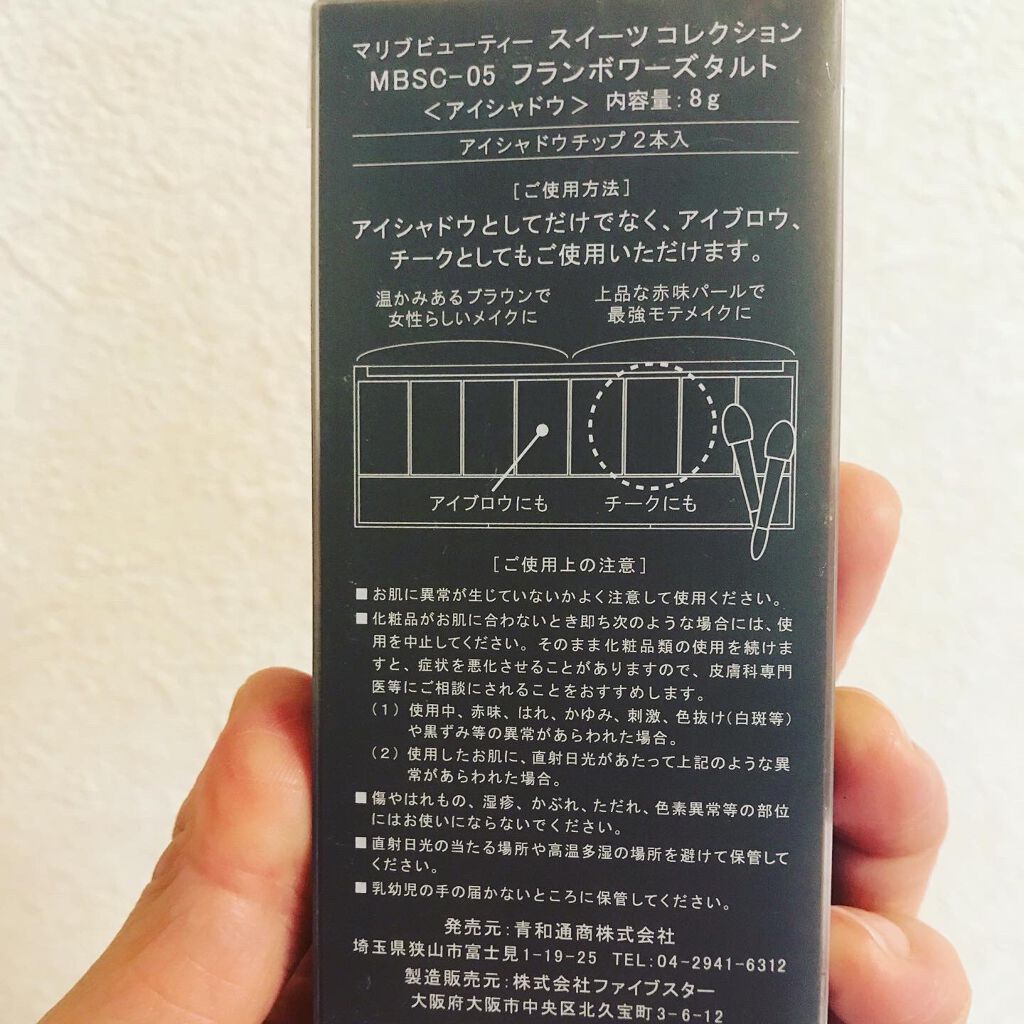 マリブビューティー スイーツコレクション
MBSC-05 フランボワーズタルト
<アイシャドウ> 内容量:8g
アイシャドウチップ2本入
[ご使用方法]
アイシャドウとしてだけでなく、アイブロウ、
チークとしてもご使用いただけます。
温かみあるブラウンで
女性らしいメイクに
上品な赤味パールで
最強モテメイクに
アイブロウにも
チークにも
[ご使用上の注意]
■お肌に異常が生じていないかよく注意して使用ください。
■化粧品がお肌に合わないとき即ち次のような場合には、使
用を中止してください。そのまま化粧品類の使用を続けま
すと、症状を悪化させることがありますので、皮膚科専門
医等にご相談にされることをおすすめします。
(1) 使用中、赤味、はれ、かゆみ、刺激、色抜け(白斑等)
や黒ずみ等の異常があらわれた場合。
(2) 使用したお肌に、直射日光があたって上記のような異
常があらわれた場合。
■傷やはれもの、湿疹、かぶれ、ただれ、色素異常等の部位
にはお使いにならないでください。
■直射日光の当たる場所や高温多湿の場所を避けて保管して
ください。
■乳幼児の手の届かないところに保管してください。
発売元:青和通商株式会社
埼玉県狭山市富士見1-19-25 TEL:04-2941-6312
製造販売元:株式会社ファイブスター
大阪府大阪市中央区北久宝町3-6-12